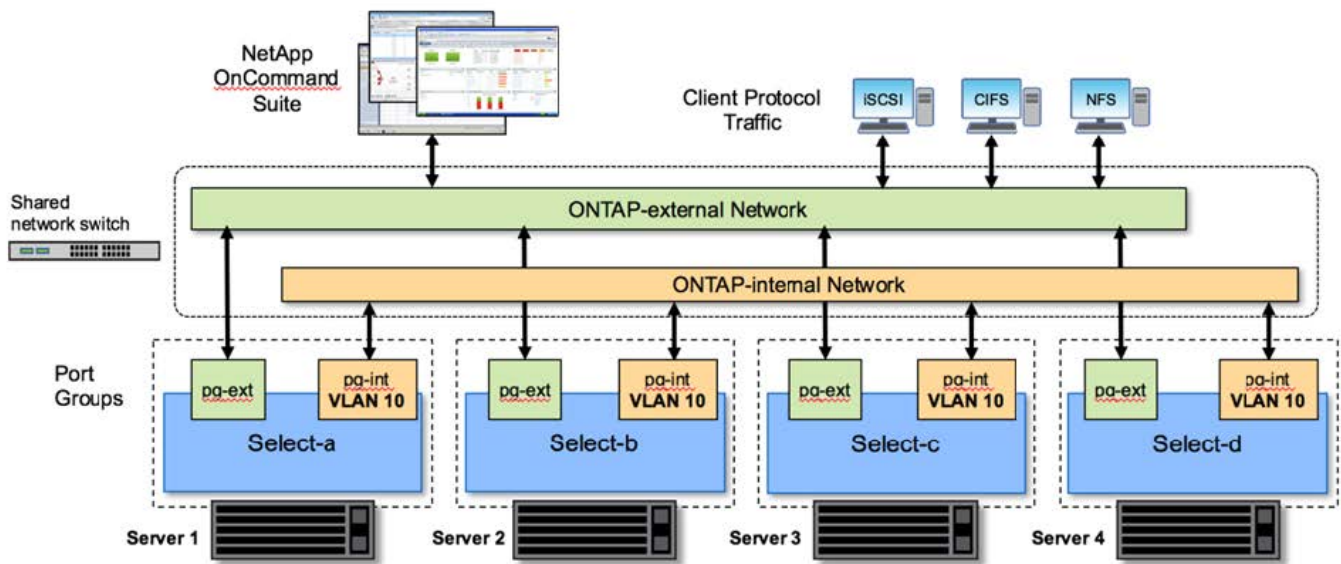 NetApp
OnCommand
Suite
Client Protocol
Traffic
iSCSI
CIFS
NFS
Shared
network switch
ONTAP-external Network
ONTAP-internal Network
Port
Groups
pg-ext
pg-int
VLAN 10
Select-a
pg-ext
pg-int
VLAN 10
Select-b
pg-ext
pg-int
VLAN 10
Select-c
pg-ext
pg-int
VLAN 10
Select-d
Server 1
Server 2
Server 3
Server 4